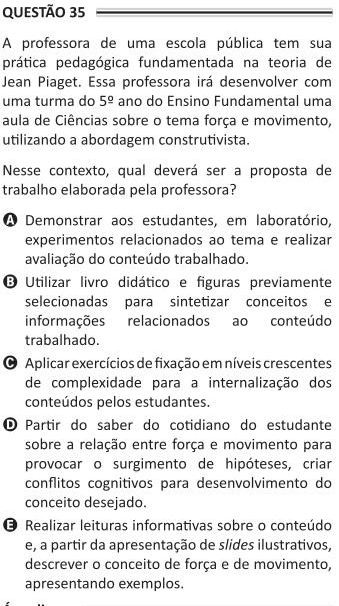 QUESTÃO 35
A professora de uma escola pública tem sua
prática pedagógica fundamentada na teoria de
Jean Piaget. Essa professora irá desenvolver com
uma turma do 5º ano do Ensino Fundamental uma
aula de Ciências sobre o tema força e movimento,
utilizando a abordagem construtivista.
Nesse contexto, qual deverá ser a proposta de
trabalho elaborada pela professora?
A Demonstrar aos estudantes, em laboratório,
experimentos relacionados ao tema e realizar
avaliação do conteúdo trabalhado.
B Utilizar livro didático e figuras previamente
selecionadas para sintetizar conceitos e
informações relacionados ao conteúdo
trabalhado.
C Aplicar exercícios de fixação em níveis crescentes
de complexidade para a internalização dos
conteúdos pelos estudantes.
D Partir do saber do cotidiano do estudante
sobre a relação entre força e movimento para
provocar o surgimento de hipóteses, criar
conflitos cognitivos para desenvolvimento do
conceito desejado.
E Realizar leituras informativas sobre o conteúdo
e, a partir da apresentação de slides ilustrativos,
descrever o conceito de força e de movimento,
apresentando exemplos.